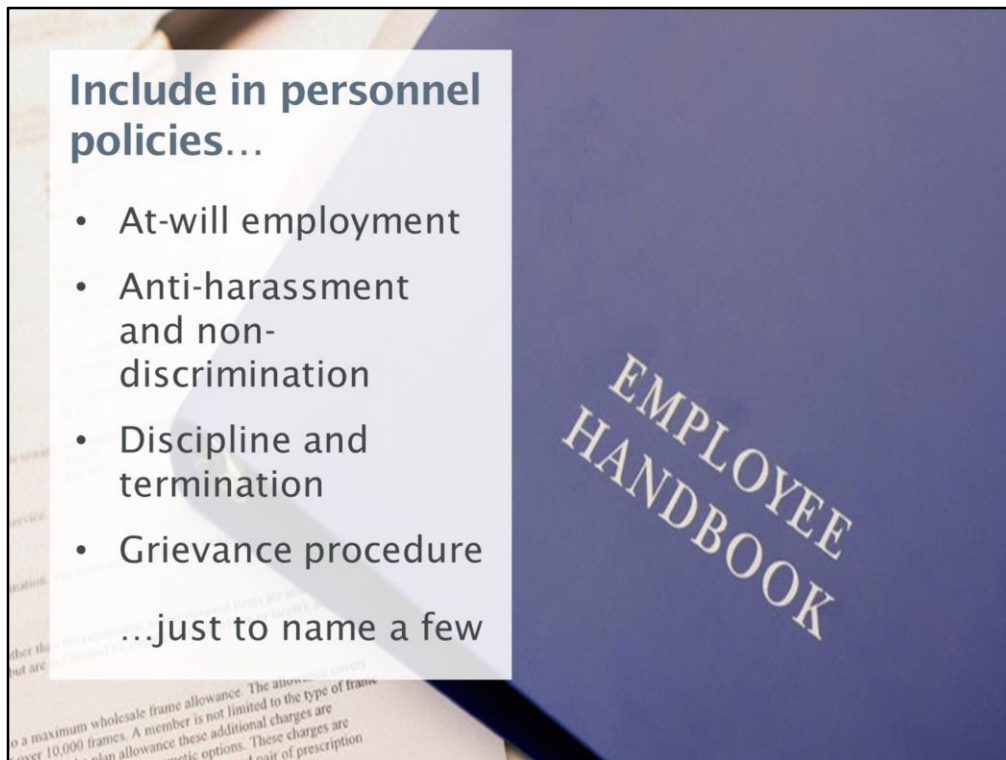 Include in personnel
policies…
• At-will employment
• Anti-harassment
and non-
discrimination
• Discipline and
termination
• Grievance procedure
…just to name a few
EMPLOYEE
HANDBOOK
to a maximum wholesale frame allowance. The allowance covers
over 10,000 frames. A member is not limited to the type of frame
plan allowance these additional charges are
options. These charges are
pair of prescription